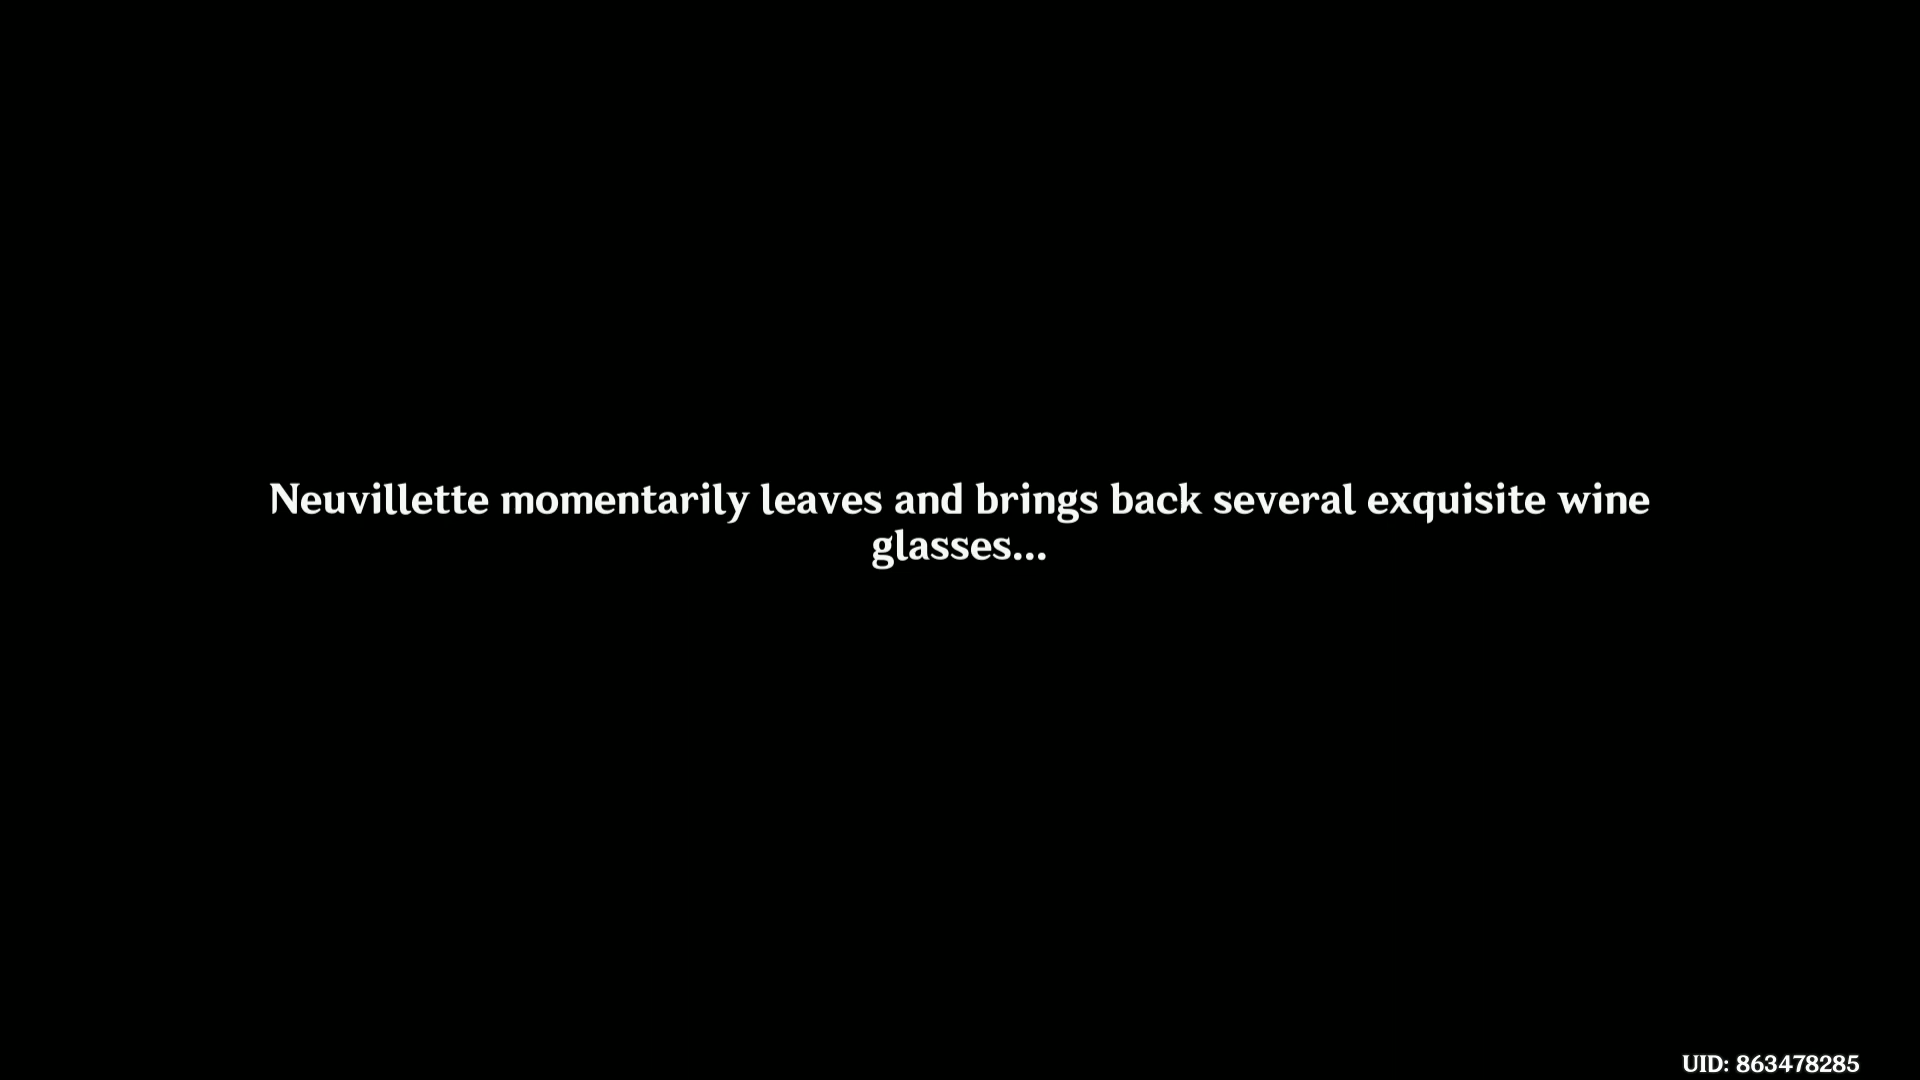 Neuvillette momentarily leaves and brings back several exquisite wine
glasses...
UID: 863478285